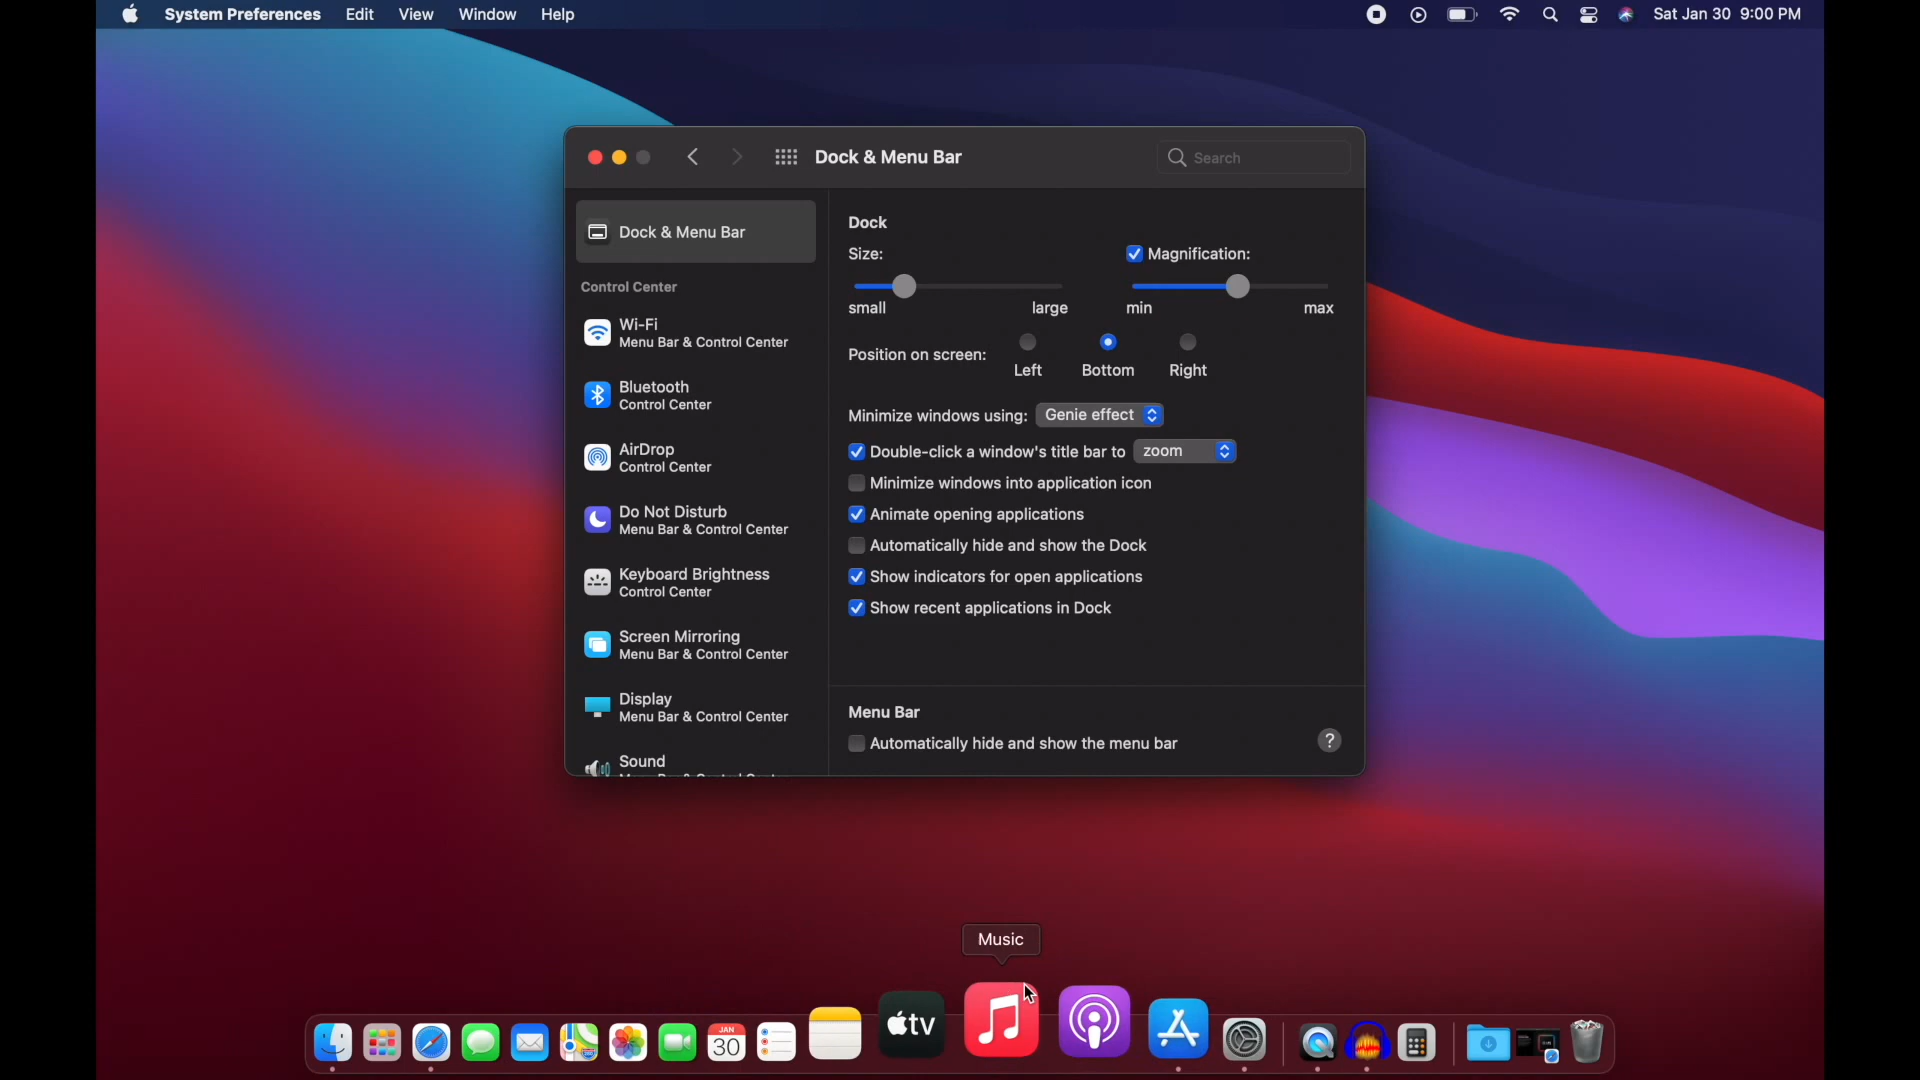 System Preferences Edit View Window Help
Sat Jan 30 9:00 PM
Dock & Menu Bar
Search
Dock & Menu Bar
Control Center
Wi-Fi
Menu Bar & Control Center
Bluetooth
Control Center
AirDrop
Control Center
Do Not Disturb
Menu Bar & Control Center
Keyboard Brightness
Control Center
Screen Mirroring
Menu Bar & Control Center
Display
Menu Bar & Control Center
Sound
Dock
Size:
Magnification:
small large min max
Position on screen:
Left Bottom Right
Minimize windows using: Genie effect
Double-click a window's title bar to zoom
Minimize windows into application icon
Animate opening applications
Automatically hide and show the Dock
Show indicators for open applications
Show recent applications in Dock
Menu Bar
Automatically hide and show the menu bar
?
Music
tv
JAN
30